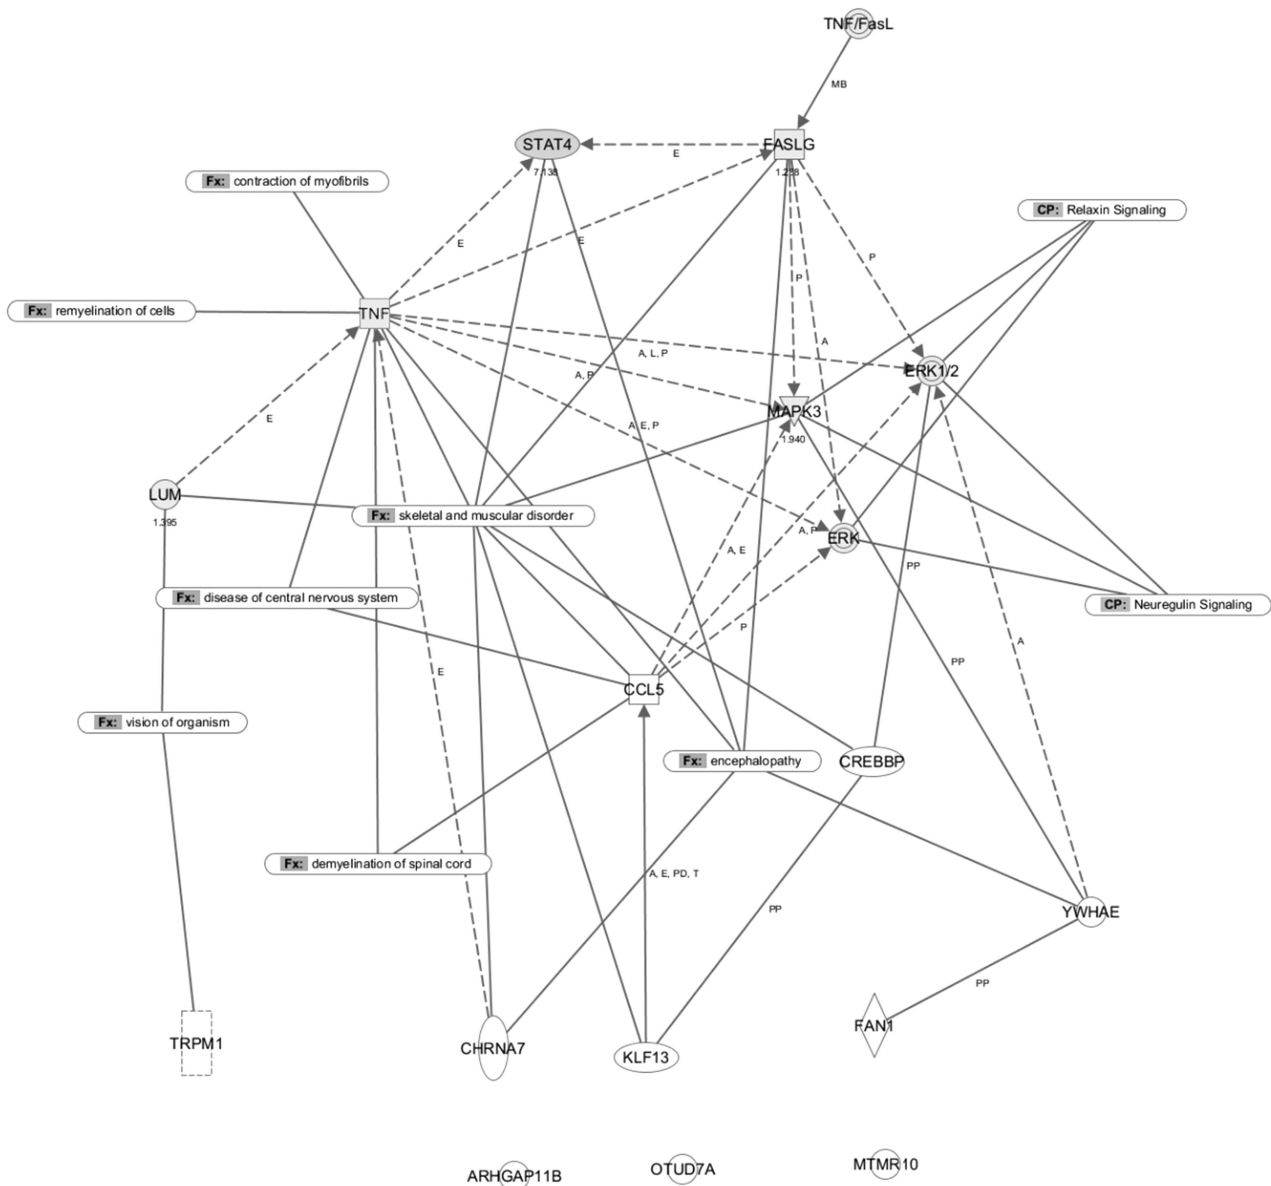 TNF/FasL
MB
STAT4
E
FASLG
7.138
Fx: contraction of myofibrils
CP: Relaxin Signaling
E
E
P
P
Fx: remyelination of cells
TNF
A
A, L, P
A, P
ERK1/2
MAPK3
1.940
E
A, E, P
LUM
1.395
Fx: skeletal and muscular disorder
A, P
ERK
A, E
PP
Fx: disease of central nervous system
CP: Neuregulin Signaling
P
A
PP
E
CCL5
Fx: vision of organism
Fx: encephalopathy
CREBBP
Fx: demyelination of spinal cord
A, E, PD, T
PP
YWHAE
PP
TRPM1
CHRNA7
KLF13
FAN1
ARHGAP11B
OTUD7A
MTMR10